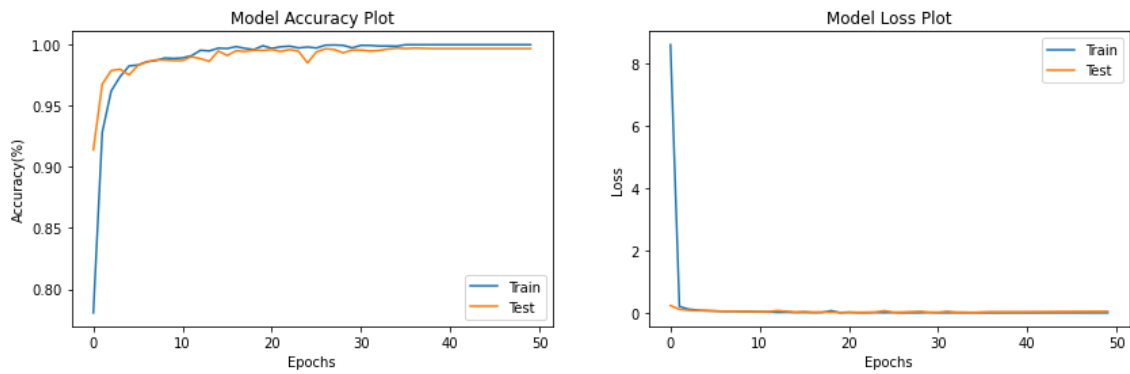 Model Accuracy Plot
1.00
0.95
0.90
0.85
0.80
Accuracy(%)
0
10
20
30
40
50
Epochs
Train
Test
Model Loss Plot
8
6
4
2
0
Loss
0
10
20
30
40
50
Epochs
Train
Test